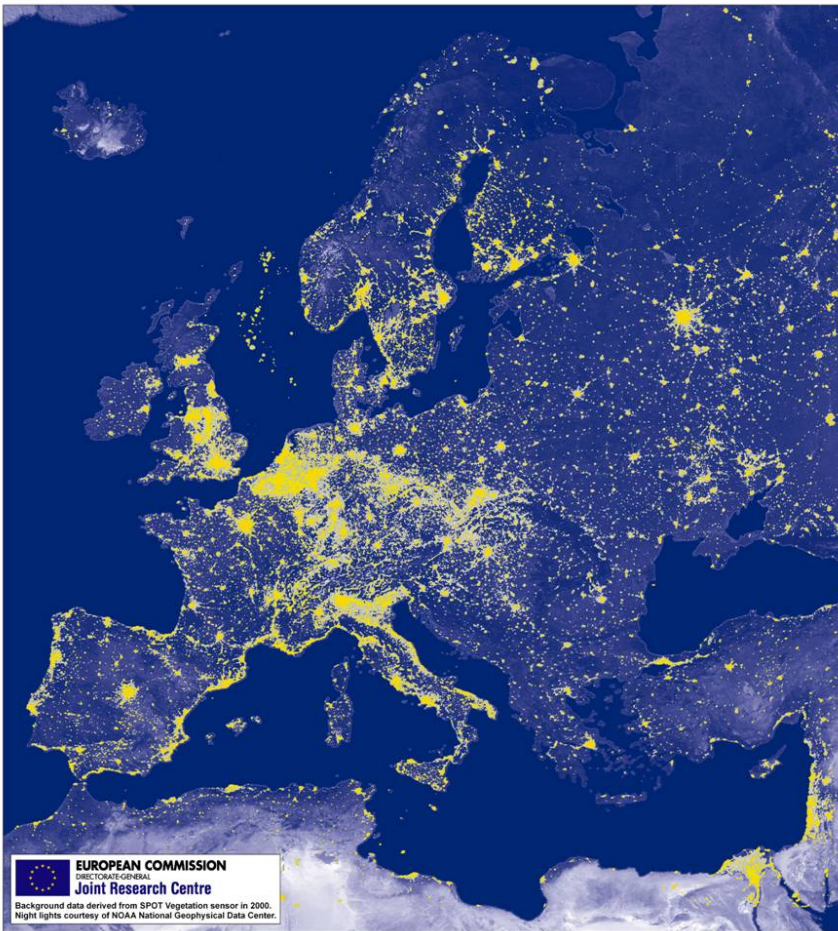 EUROPEAN COMMISSION
DIRECTORATE-GENERAL
Joint Research Centre
Background data derived from SPOT Vegetation sensor in 2000.
Night lights courtesy of NOAA National Geophysical Data Center.